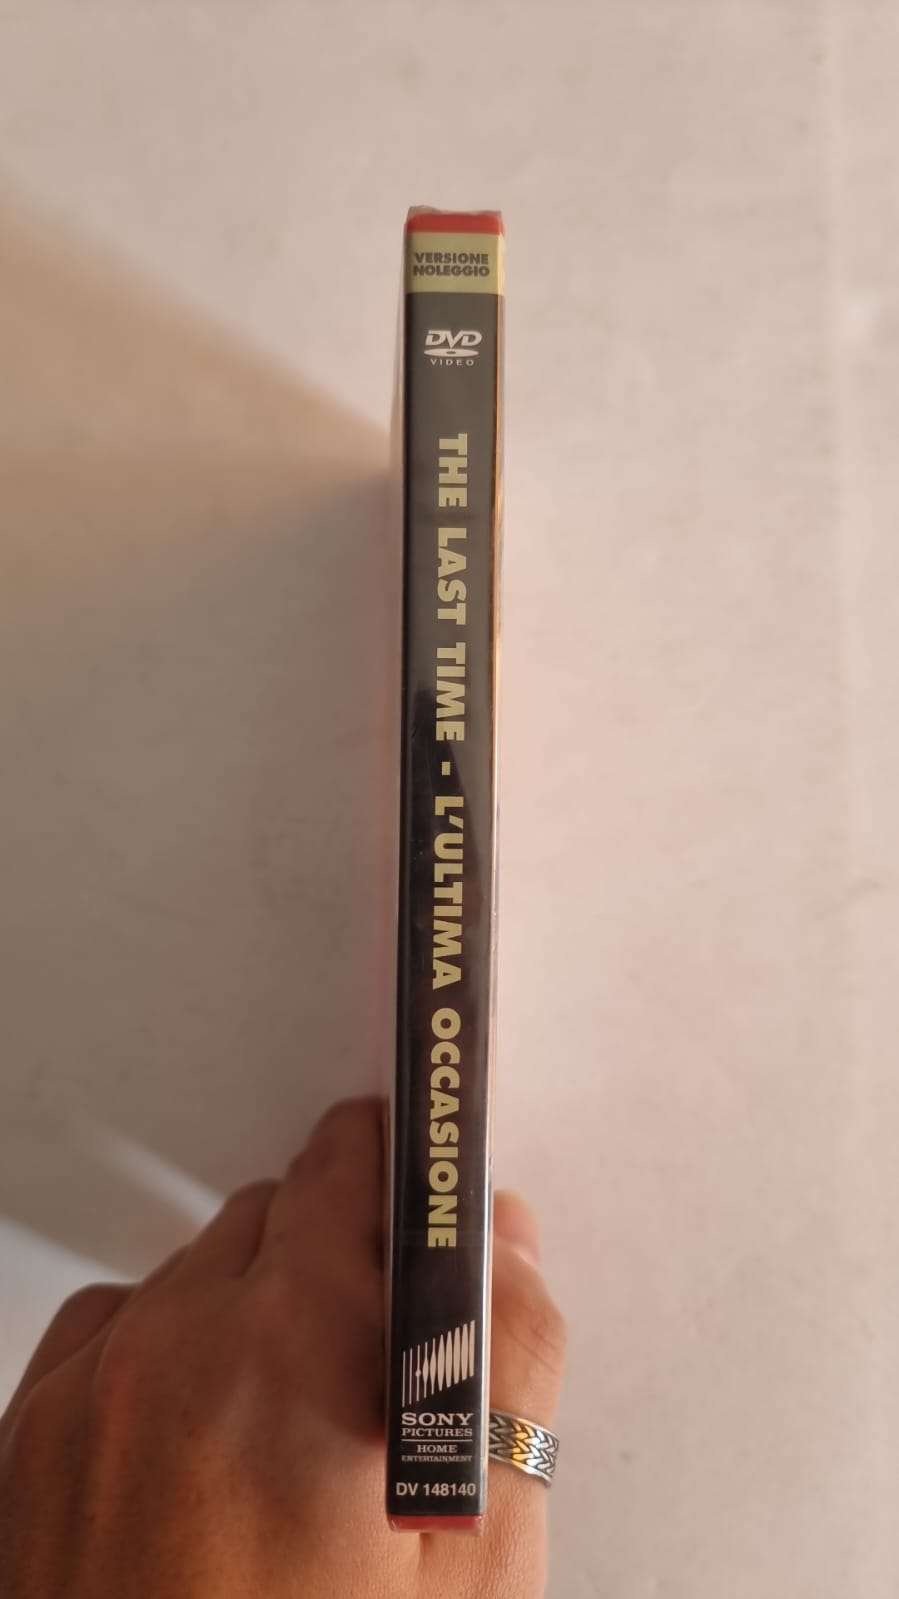 VERSIONE
NOLEGGIO
DVD
VIDEO
THE LAST TIME - L'ULTIMA OCCASIONE
SONY
PICTURES
HOME
ENTERTAINMENT
DV 148140